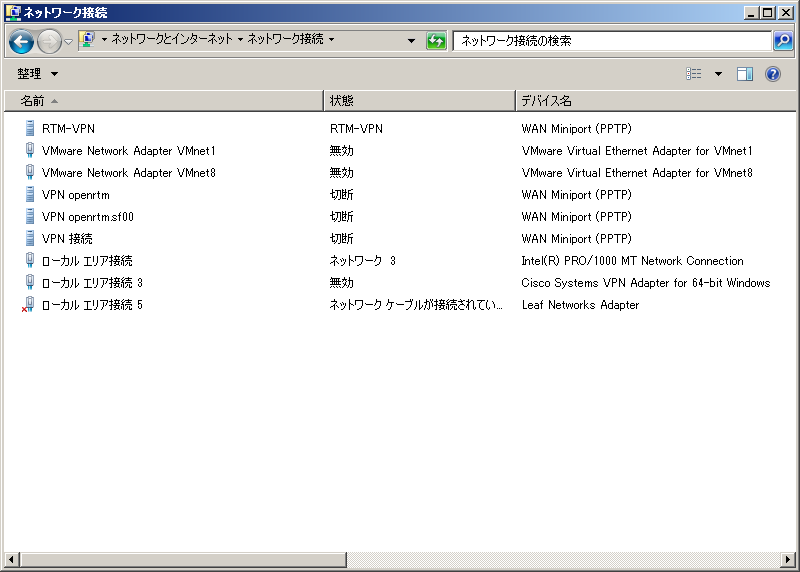 ネットワーク接続
ネットワークとインターネット ネットワーク接続 ネットワーク接続の検索
整理
名前 状態 デバイス名
RTM-VPN RTM-VPN WAN Miniport (PPTP)
VMware Network Adapter VMnet1 無効 VMware Virtual Ethernet Adapter for VMnet1
VMware Network Adapter VMnet8 無効 VMware Virtual Ethernet Adapter for VMnet8
VPN openrtm 切断 WAN Miniport (PPTP)
VPN openrtm.sf00 切断 WAN Miniport (PPTP)
VPN 接続 切断 WAN Miniport (PPTP)
ローカル エリア接続 ネットワーク 3 Intel(R) PRO/1000 MT Network Connection
ローカル エリア接続 3 無効 Cisco Systems VPN Adapter for 64-bit Windows
ローカル エリア接続 5 ネットワーク ケーブルが接続されてい... Leaf Networks Adapter